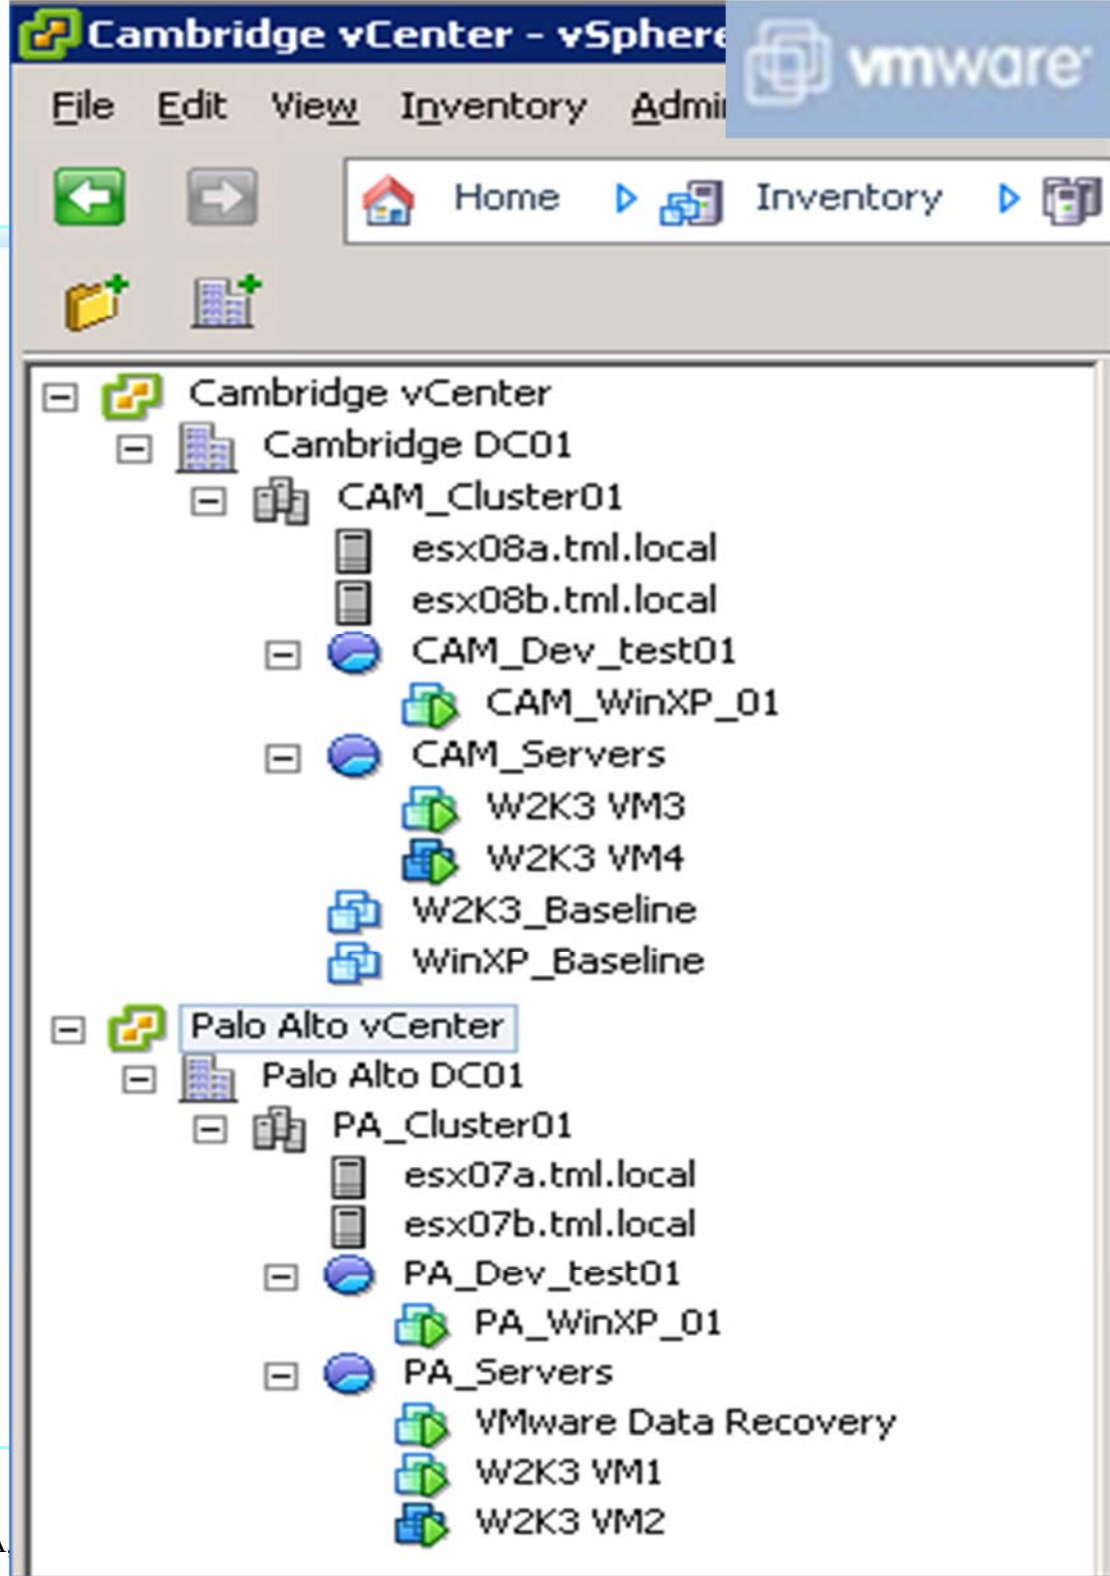 Cambridge vCenter - vSphere
vmware
File Edit View Inventory Admi
Home Inventory
Cambridge vCenter
Cambridge DC01
CAM_Cluster01
esx08a.tml.local
esx08b.tml.local
CAM_Dev_test01
CAM_WinXP_01
CAM_Servers
W2K3 VM3
W2K3 VM4
W2K3_Baseline
WinXP_Baseline
Palo Alto vCenter
Palo Alto DC01
PA_Cluster01
esx07a.tml.local
esx07b.tml.local
PA_Dev_test01
PA_WinXP_01
PA_Servers
VMware Data Recovery
W2K3 VM1
W2K3 VM2